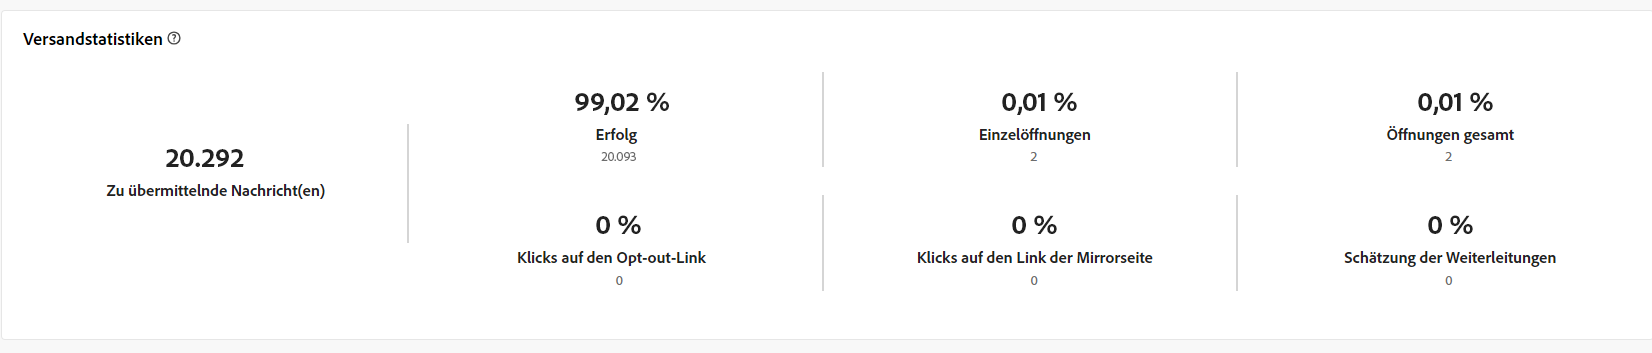 Versandstatistiken
20.292
Zu übermittelnde Nachricht(en)
99,02 %
Erfolg
20.093
0,01 %
Einzelöffnungen
2
0,01 %
Öffnungen gesamt
2
0 %
Klicks auf den Opt-out-Link
0
0 %
Klicks auf den Link der Mirrorseite
0
0 %
Schätzung der Weiterleitungen
0